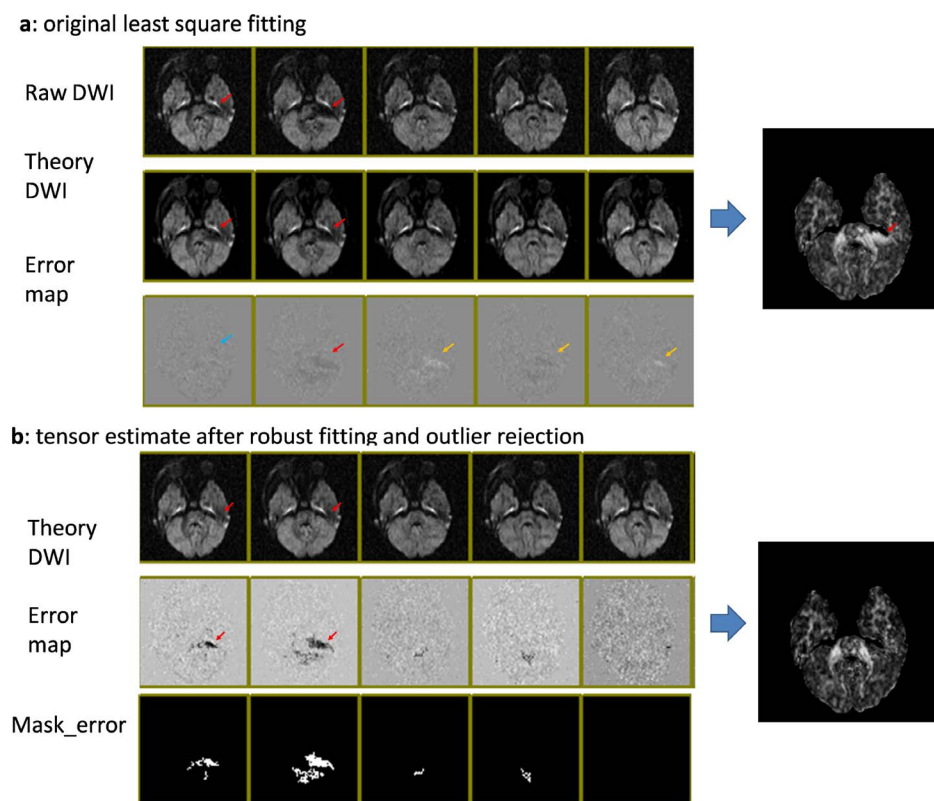 a: original least square fitting
Raw DWI
Theory
DWI
Error
map
b: tensor estimate after robust fitting and outlier rejection
Theory
DWI
Error
map
Mask_error